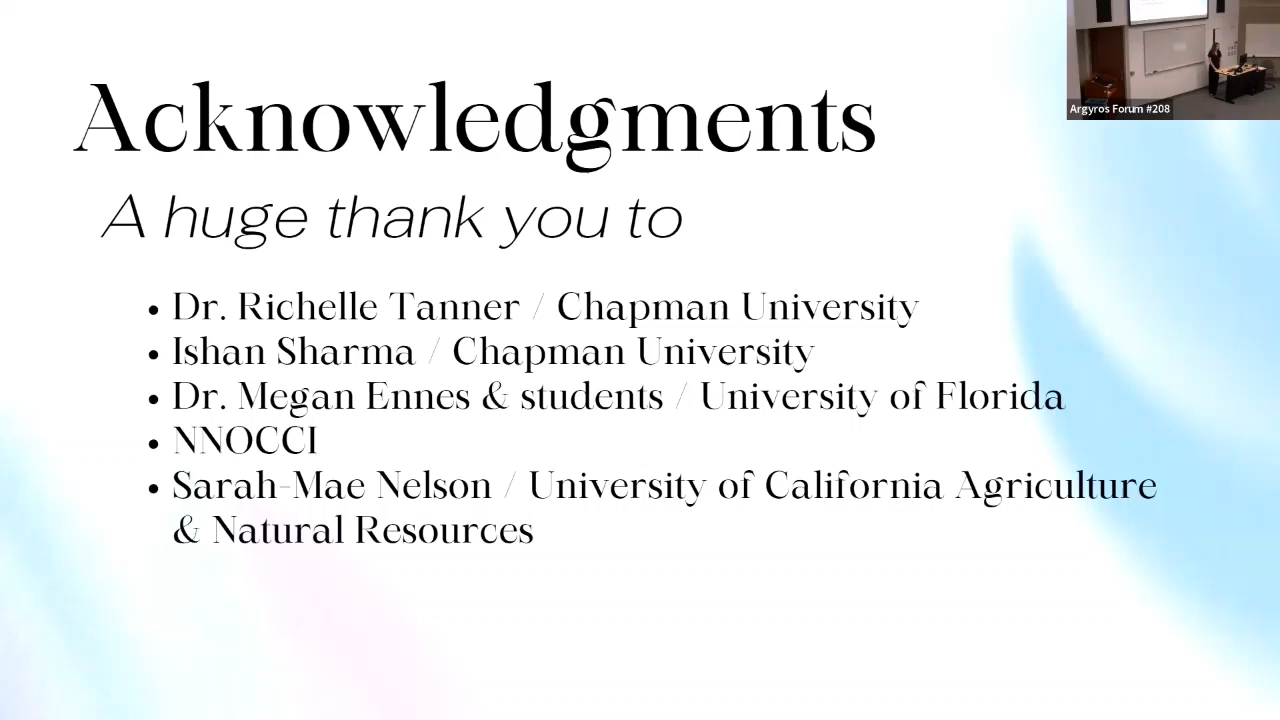 Acknowledgments
A huge thank you to
• Dr. Richelle Tanner / Chapman University
• Ishan Sharma / Chapman University
• Dr. Megan Ennes & students / University of Florida
• NNOCCI
• Sarah-Mae Nelson / University of California Agriculture
& Natural Resources
Argyros Forum #208